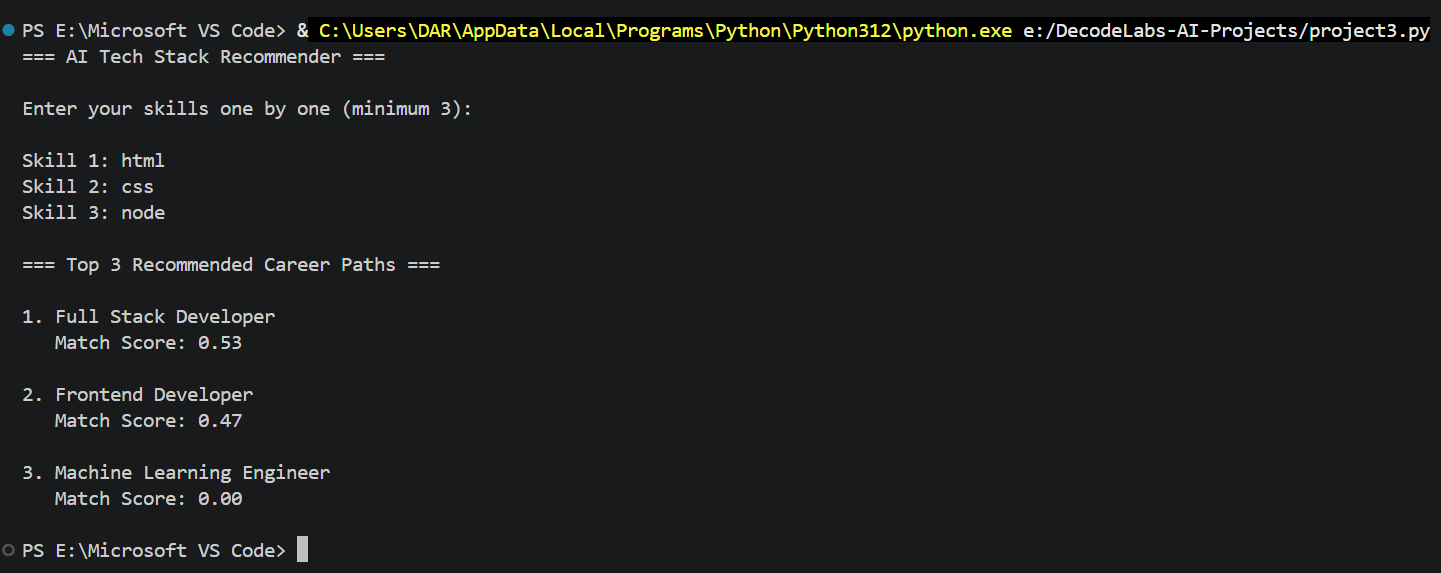 PS E:\Microsoft VS Code> & C:\Users\DAR\AppData\Local\Programs\Python\Python312\python.exe e:/DecodeLabs-AI-Projects/project3.py
=== AI Tech Stack Recommender ===
Enter your skills one by one (minimum 3):
Skill 1: html
Skill 2: css
Skill 3: node
=== Top 3 Recommended Career Paths ===
1. Full Stack Developer
Match Score: 0.53
2. Frontend Developer
Match Score: 0.47
3. Machine Learning Engineer
Match Score: 0.00
PS E:\Microsoft VS Code>